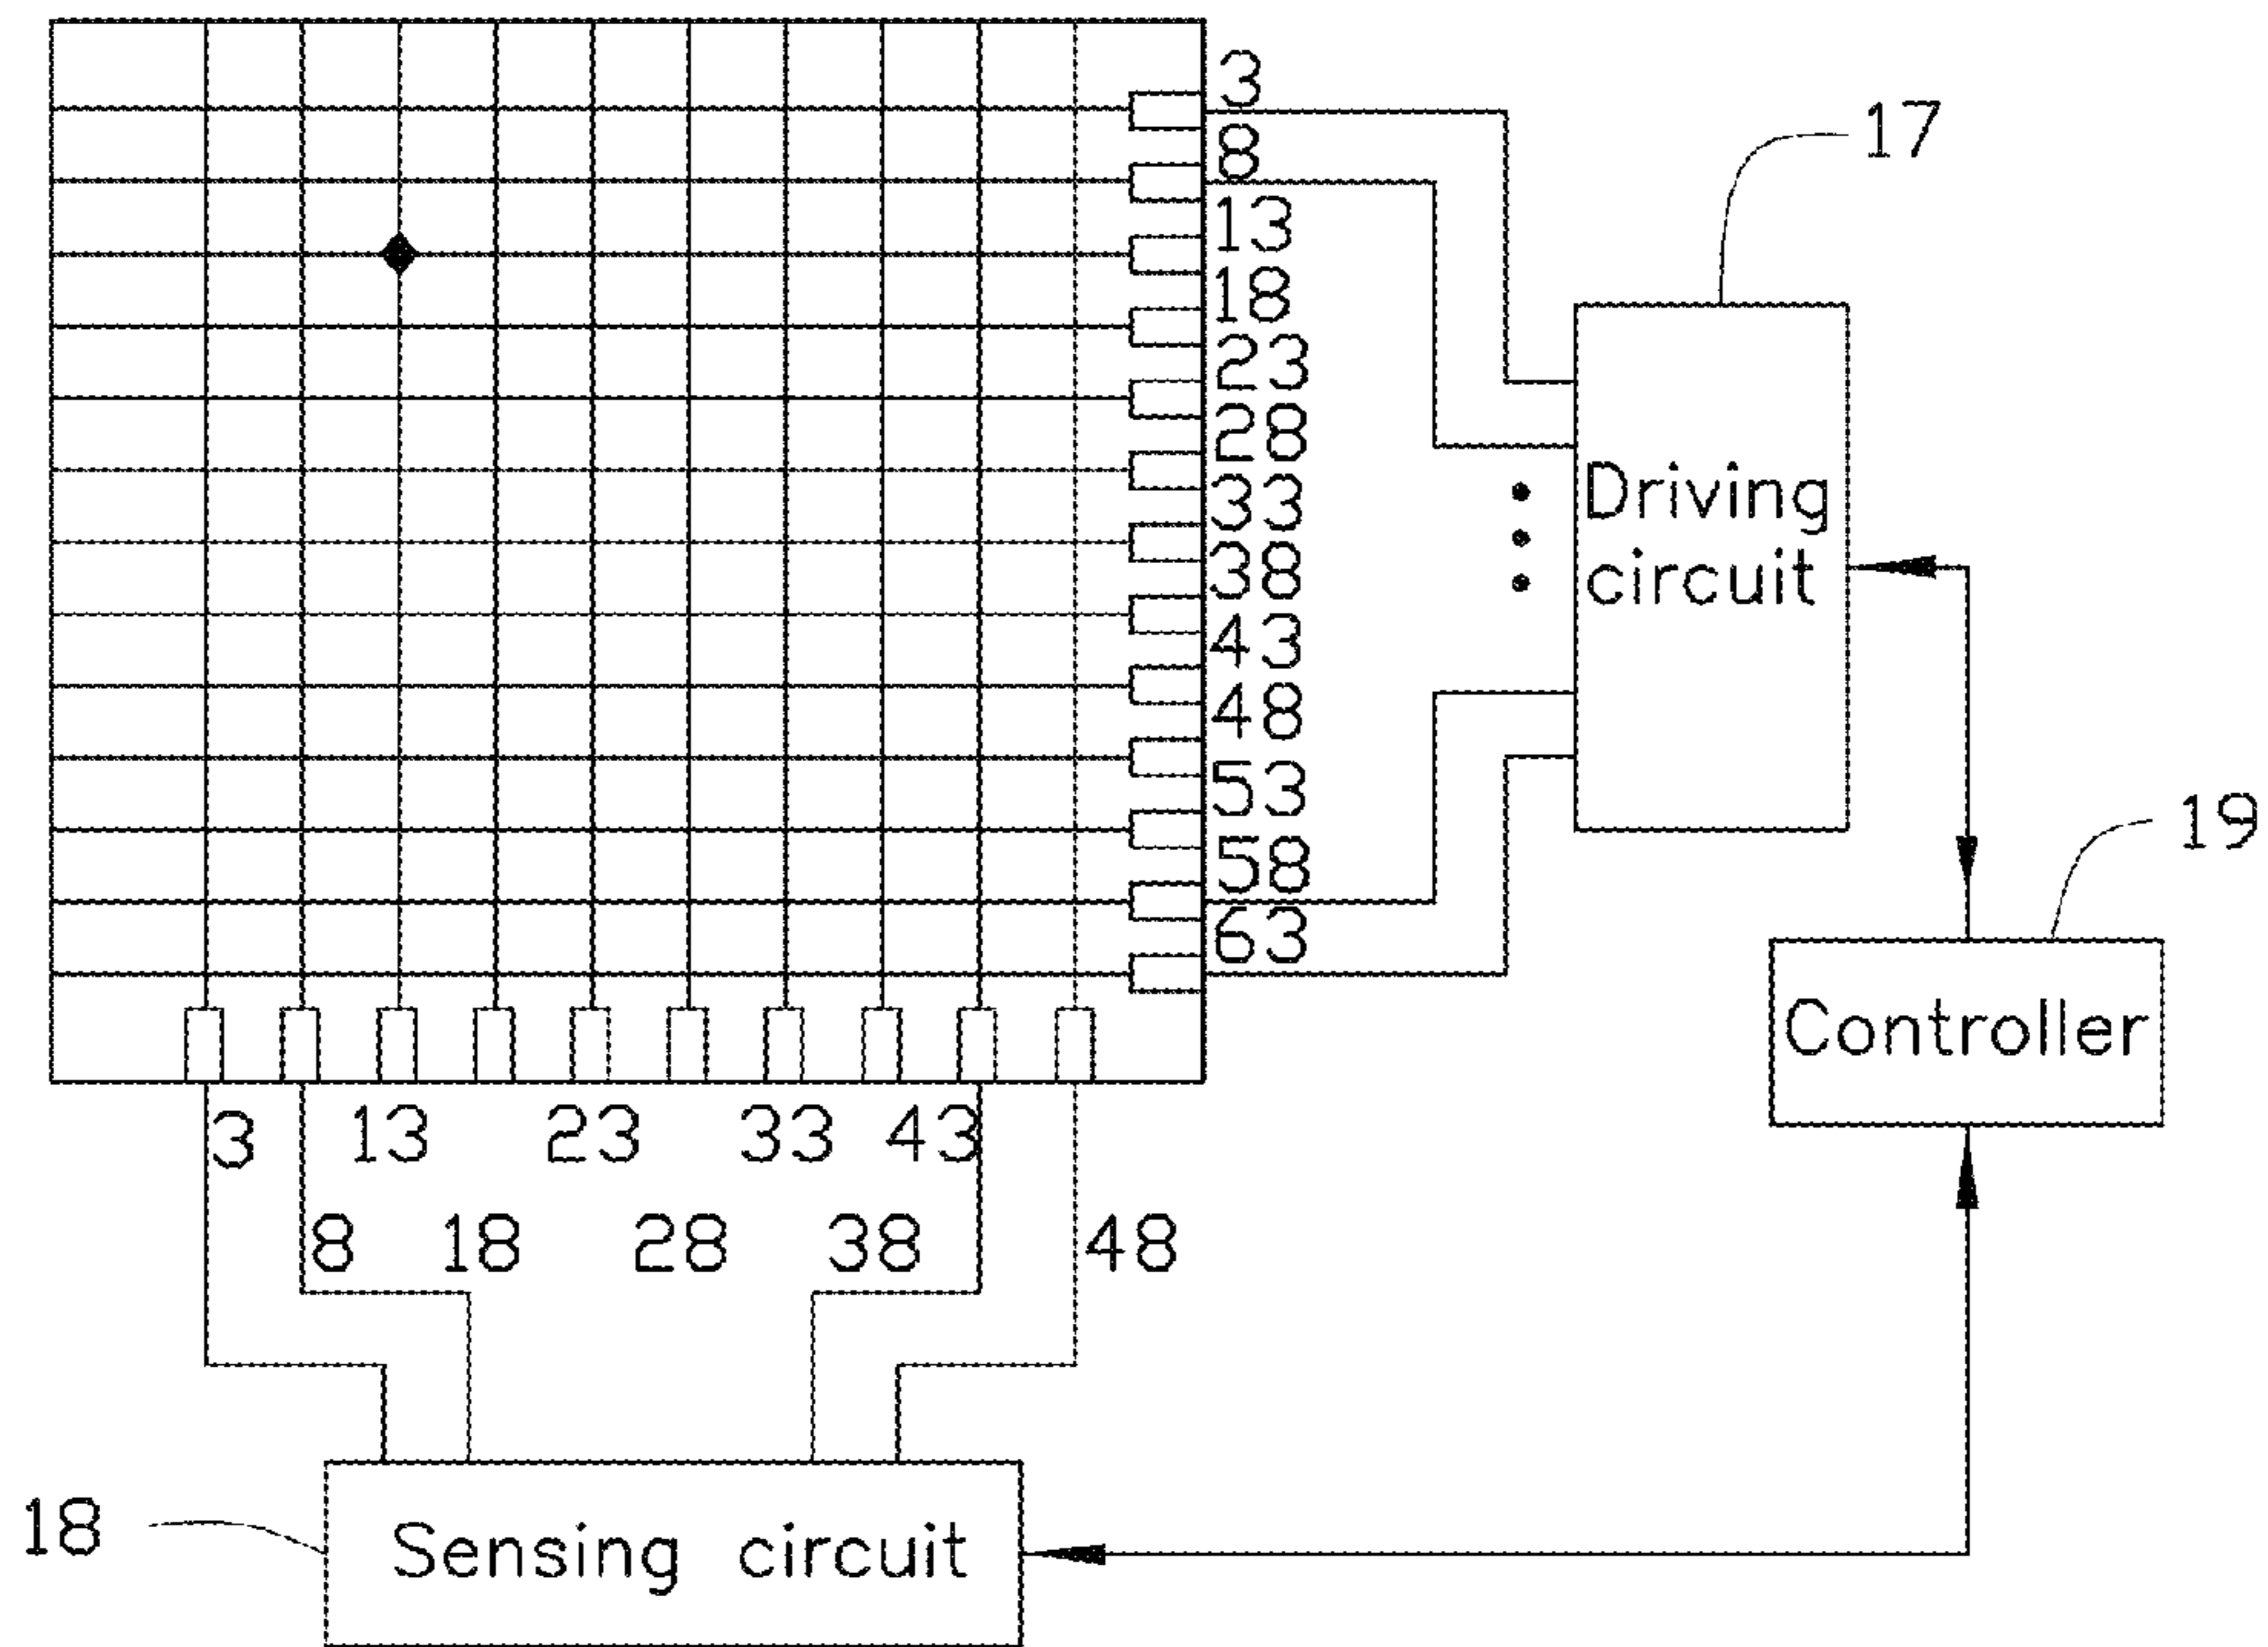 3
8
17
13
18
23
28
Driving
circuit
33
38
43
48
53
19
58
63
Controller
3 13 23 33 43
8 18 28 38 48
18
Sensing circuit